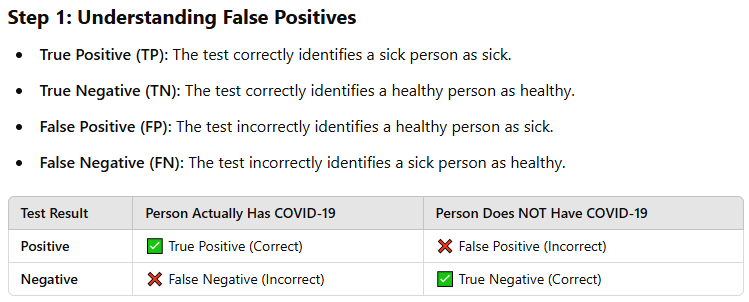 Step 1: Understanding False Positives
• True Positive (TP): The test correctly identifies a sick person as sick.
• True Negative (TN): The test correctly identifies a healthy person as healthy.
• False Positive (FP): The test incorrectly identifies a healthy person as sick.
• False Negative (FN): The test incorrectly identifies a sick person as healthy.
Test Result Person Actually Has COVID-19 Person Does NOT Have COVID-19
Positive ✅ True Positive (Correct) ❌ False Positive (Incorrect)
Negative ❌ False Negative (Incorrect) ✅ True Negative (Correct)